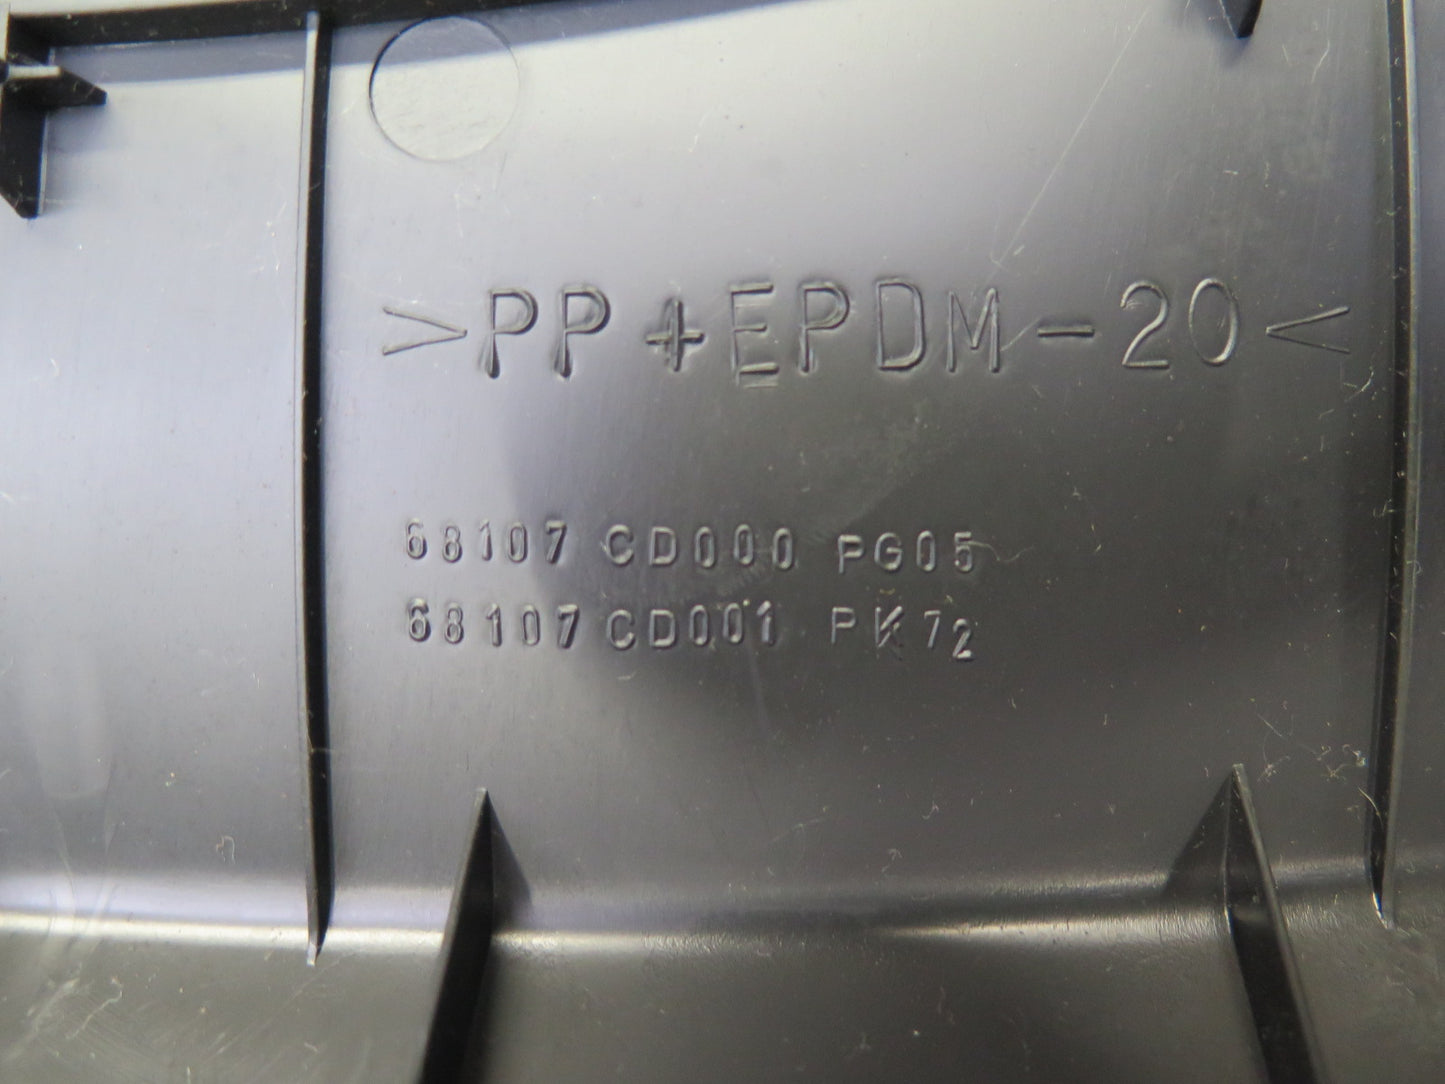 >PP+EPDM-20<
68107 CD000 PG05
68107 CD001 PK72